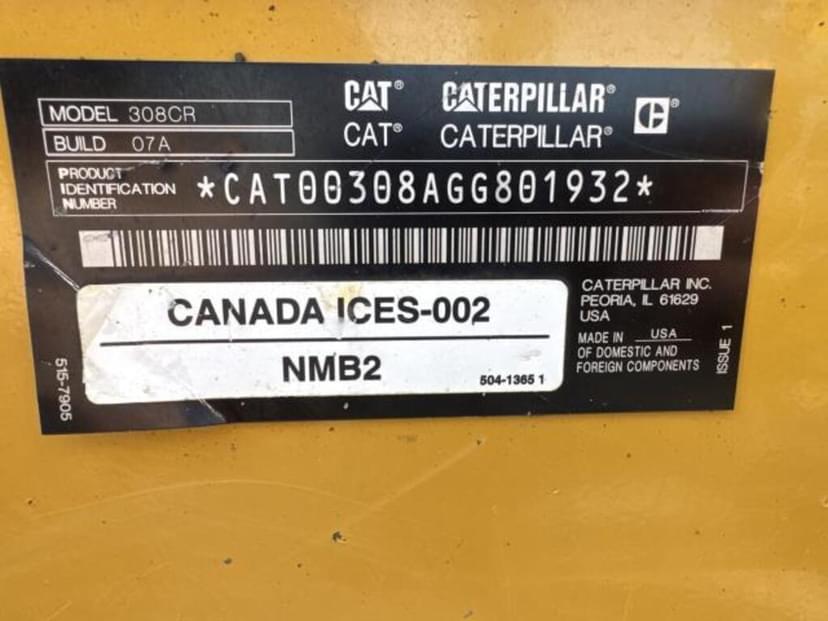 CAT® CATERPILLAR® C®
CAT® CATERPILLAR®
MODEL 308CR
BUILD 07A
PRODUCT
IDENTIFICATION
NUMBER
*CAT00308AGG801932*
CANADA ICES-002
NMB2
504-1365 1
CATERPILLAR INC.
PEORIA, IL 61629
USA
MADE IN USA
OF DOMESTIC AND
FOREIGN COMPONENTS
ISSUE 1
515-7905